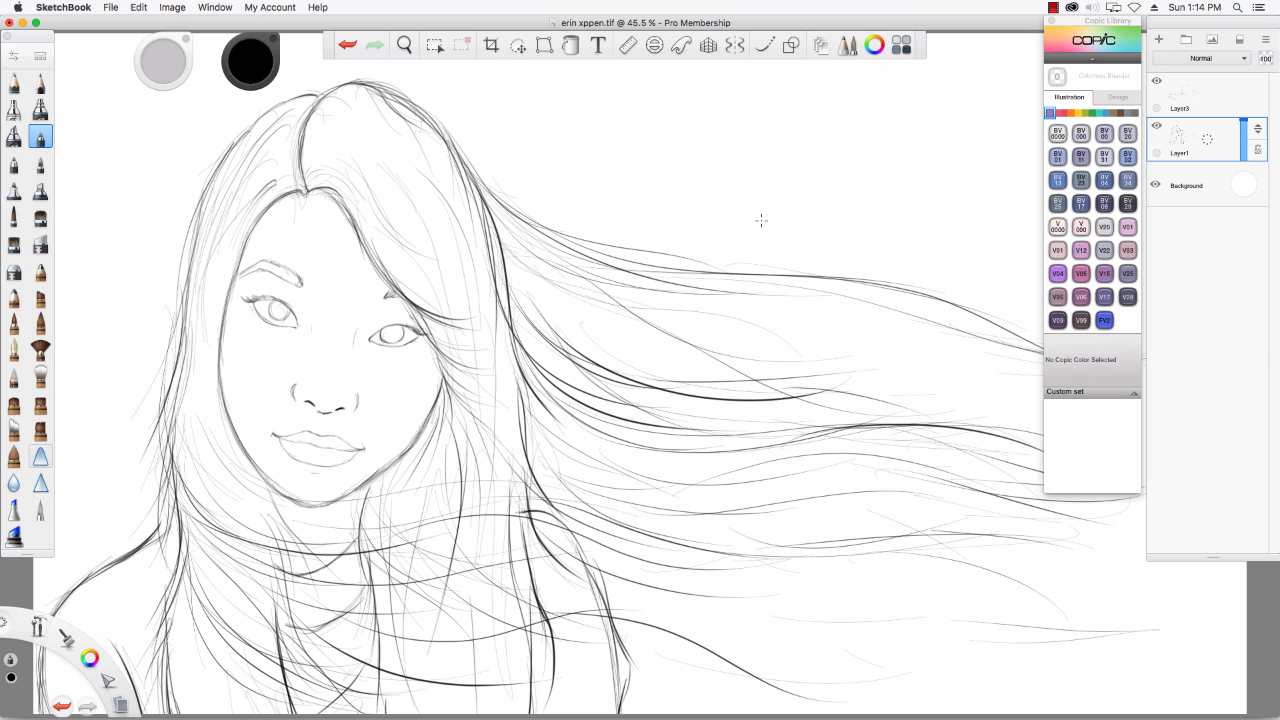 SketchBook File Edit Image Window My Account Help
Sun 1:14 PM
erin xppen.tif @ 45.5 % - Pro Membership
T
Copic Library
COPIC
0 Colorless Blender
Illustration Design
BV 0000 BV 000 BV 00 BV 20
BV 01 BV 11 BV 31 BV 02
BV 13 BV 23 BV 04 BV 34
BV 25 BV 17 BV 08 BV 29
V 0000 V 000 V20 V01
V91 V12 V22 V93
V04 V05 V15 V25
V95 V06 V17 V28
V09 V99 FV2
No Copic Color Selected
Custom set
Normal 100
Layer3
Layer1
Background